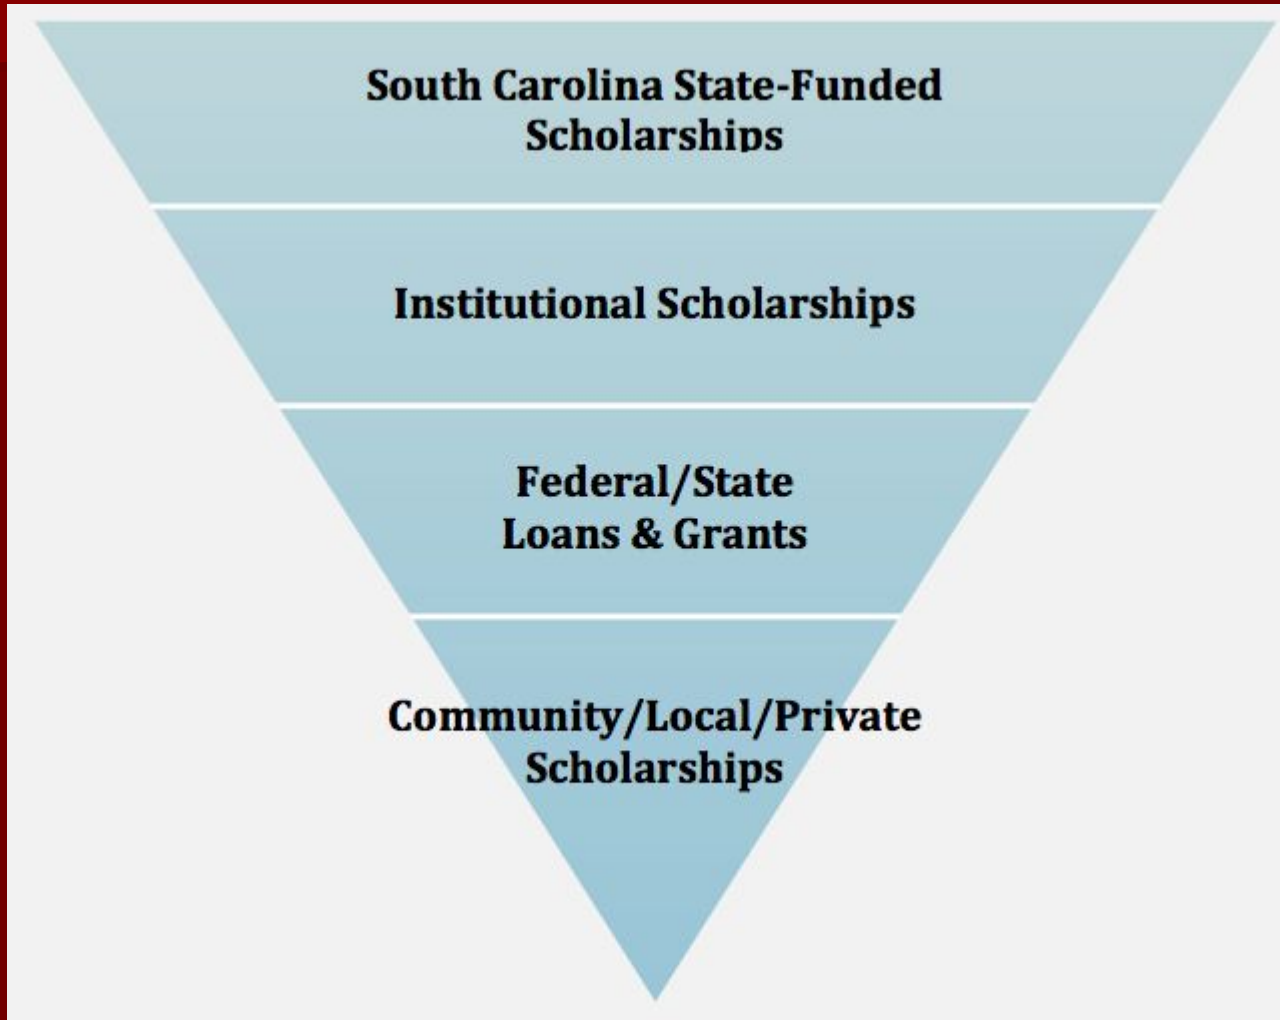 South Carolina State-Funded
Scholarships
Institutional Scholarships
Federal/State
Loans & Grants
Community/Local/Private
Scholarships